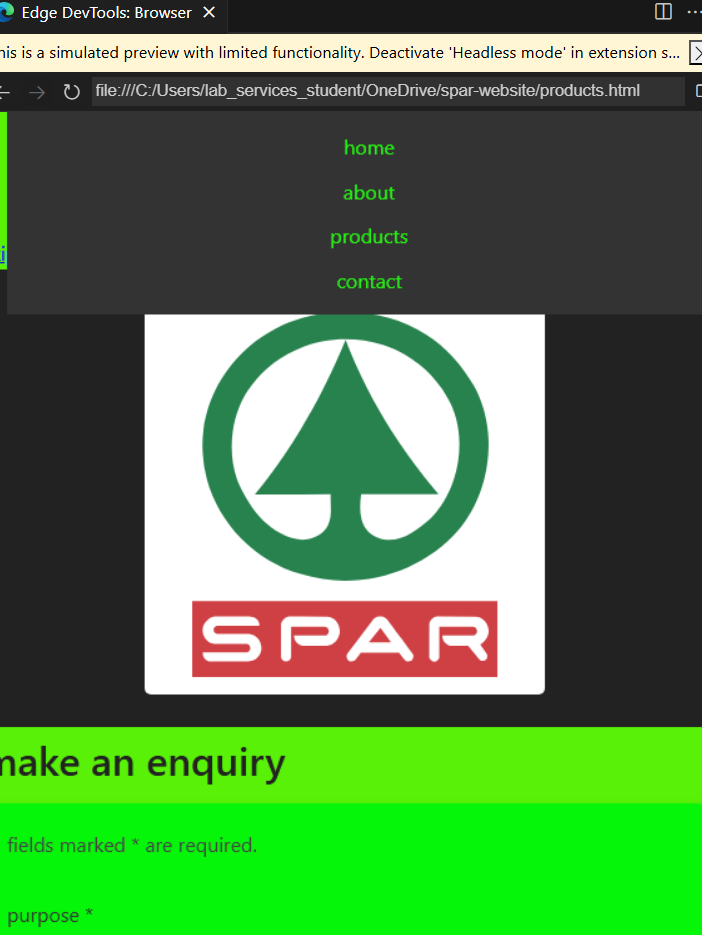 Edge DevTools: Browser
his is a simulated preview with limited functionality. Deactivate 'Headless mode' in extension s...
file:///C:/Users/lab_services_student/OneDrive/spar-website/products.html
home
about
products
contact
SPAR
make an enquiry
fields marked * are required.
purpose *